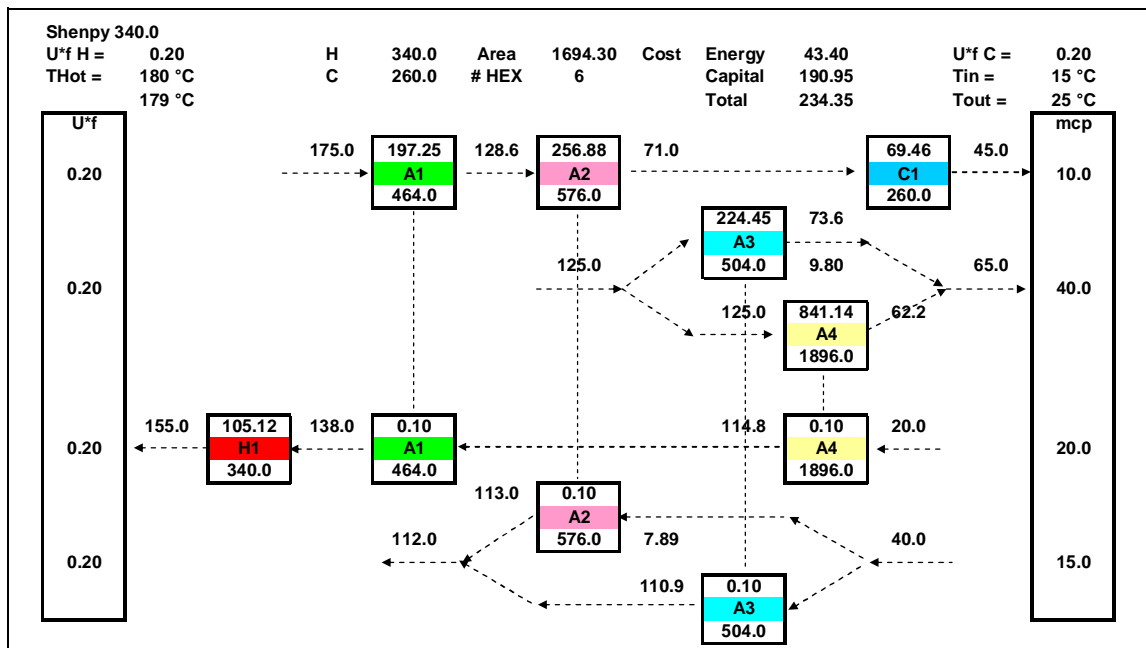 Shenpy 340.0
U*f H = 0.20 H 340.0 Area 1694.30 Cost Energy 43.40 U*f C = 0.20
THot = 180 °C C 260.0 # HEX 6 Capital 190.95 Tin = 15 °C
179 °C Total 234.35 Tout = 25 °C
U*f mcp
175.0 197.25 128.6 256.88 71.0 69.46 45.0
0.20 A1 A2 C1 10.0
464.0 576.0 260.0
224.45 73.6
A3
125.0 504.0 9.80 65.0
0.20 40.0
125.0 841.14 62.2
A4
1896.0
155.0 105.12 138.0 0.10 114.8 0.10 20.0
0.20 H1 A1 A4 20.0
340.0 464.0 1896.0
113.0 0.10
A2
112.0 576.0 7.89 40.0
0.20 15.0
110.9 0.10
A3
504.0